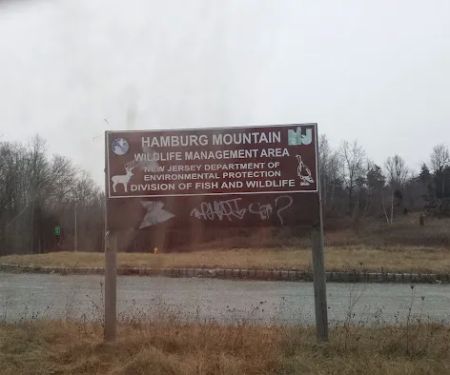 HAMBURG MOUNTAIN
WILDLIFE MANAGEMENT AREA
NEW JERSEY DEPARTMENT OF
ENVIRONMENTAL PROTECTION
DIVISION OF FISH AND WILDLIFE
NJ